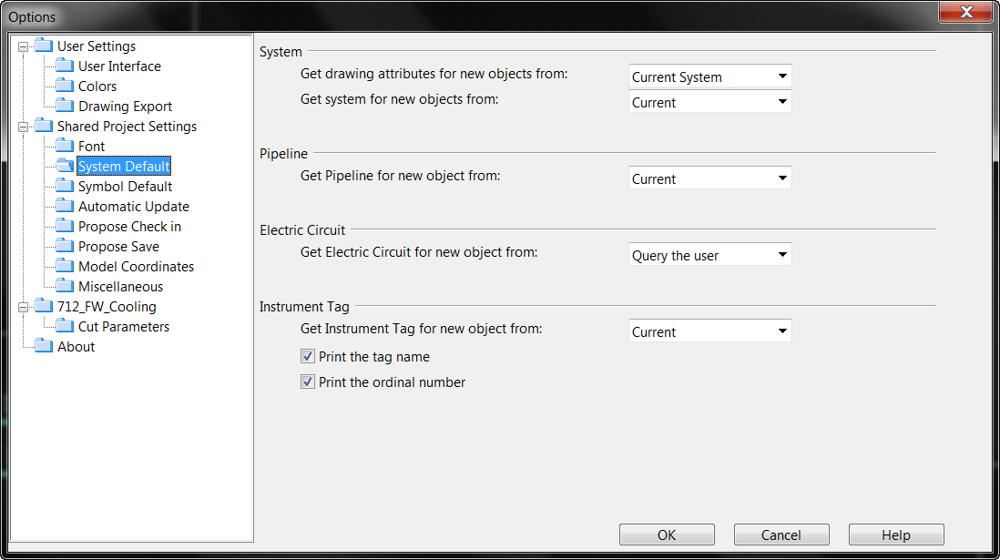 Options
User Settings
User Interface
Colors
Drawing Export
Shared Project Settings
Font
System Default
Symbol Default
Automatic Update
Propose Check in
Propose Save
Model Coordinates
Miscellaneous
712_FW_Cooling
Cut Parameters
About
System
Get drawing attributes for new objects from: Current System
Get system for new objects from: Current
Pipeline
Get Pipeline for new object from: Current
Electric Circuit
Get Electric Circuit for new object from: Query the user
Instrument Tag
Get Instrument Tag for new object from: Current
Print the tag name
Print the ordinal number
OK Cancel Help